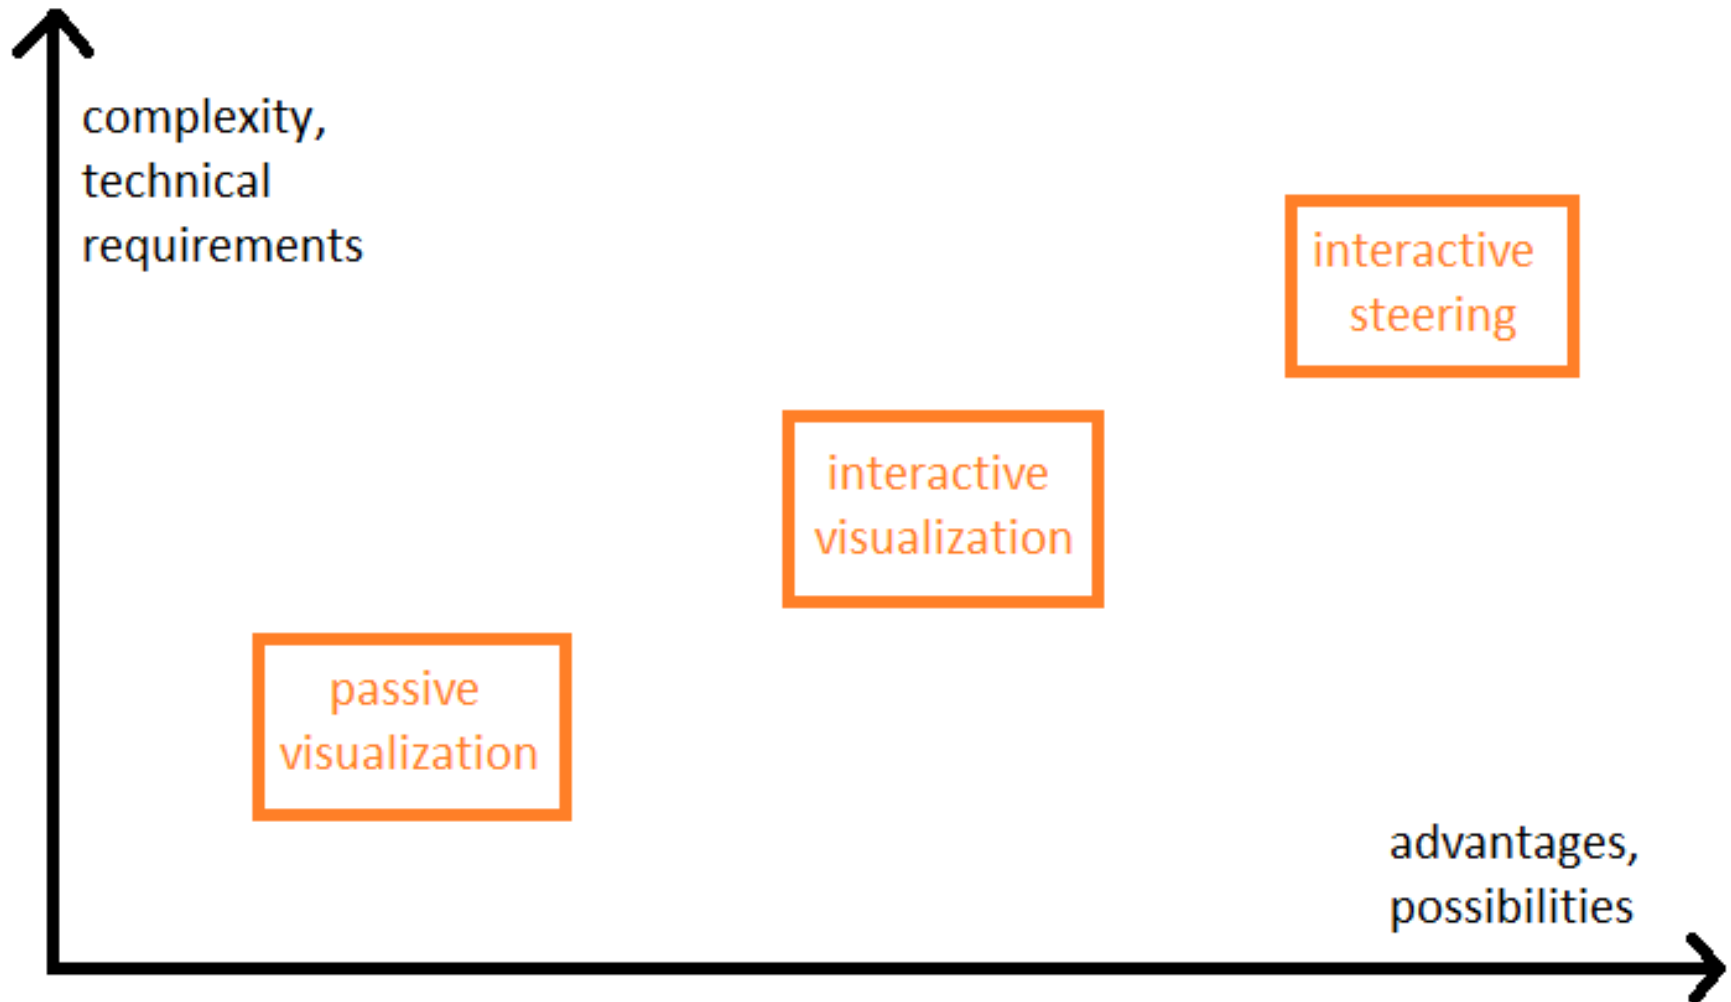 complexity,
technical
requirements
interactive
steering
interactive
visualization
passive
visualization
advantages,
possibilities